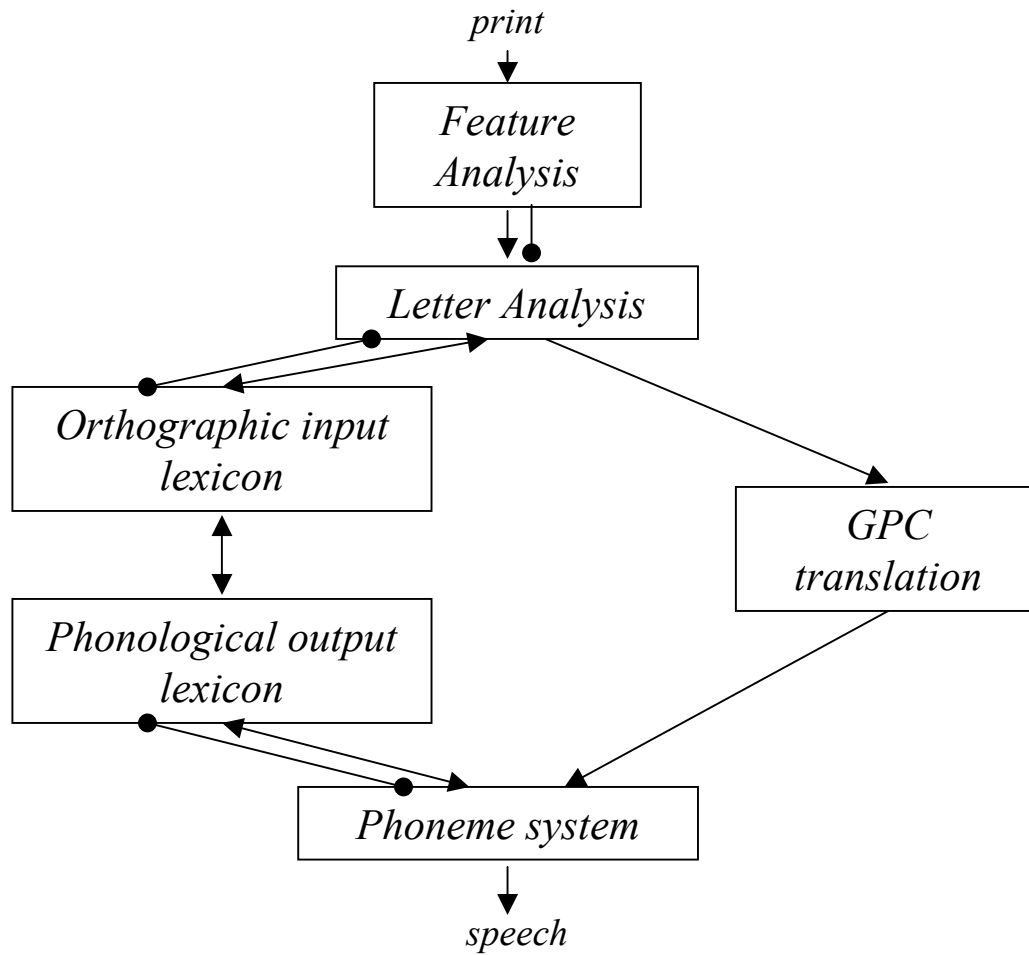 print
Feature
Analysis
Letter Analysis
Orthographic input
lexicon
GPC
translation
Phonological output
lexicon
Phoneme system
speech